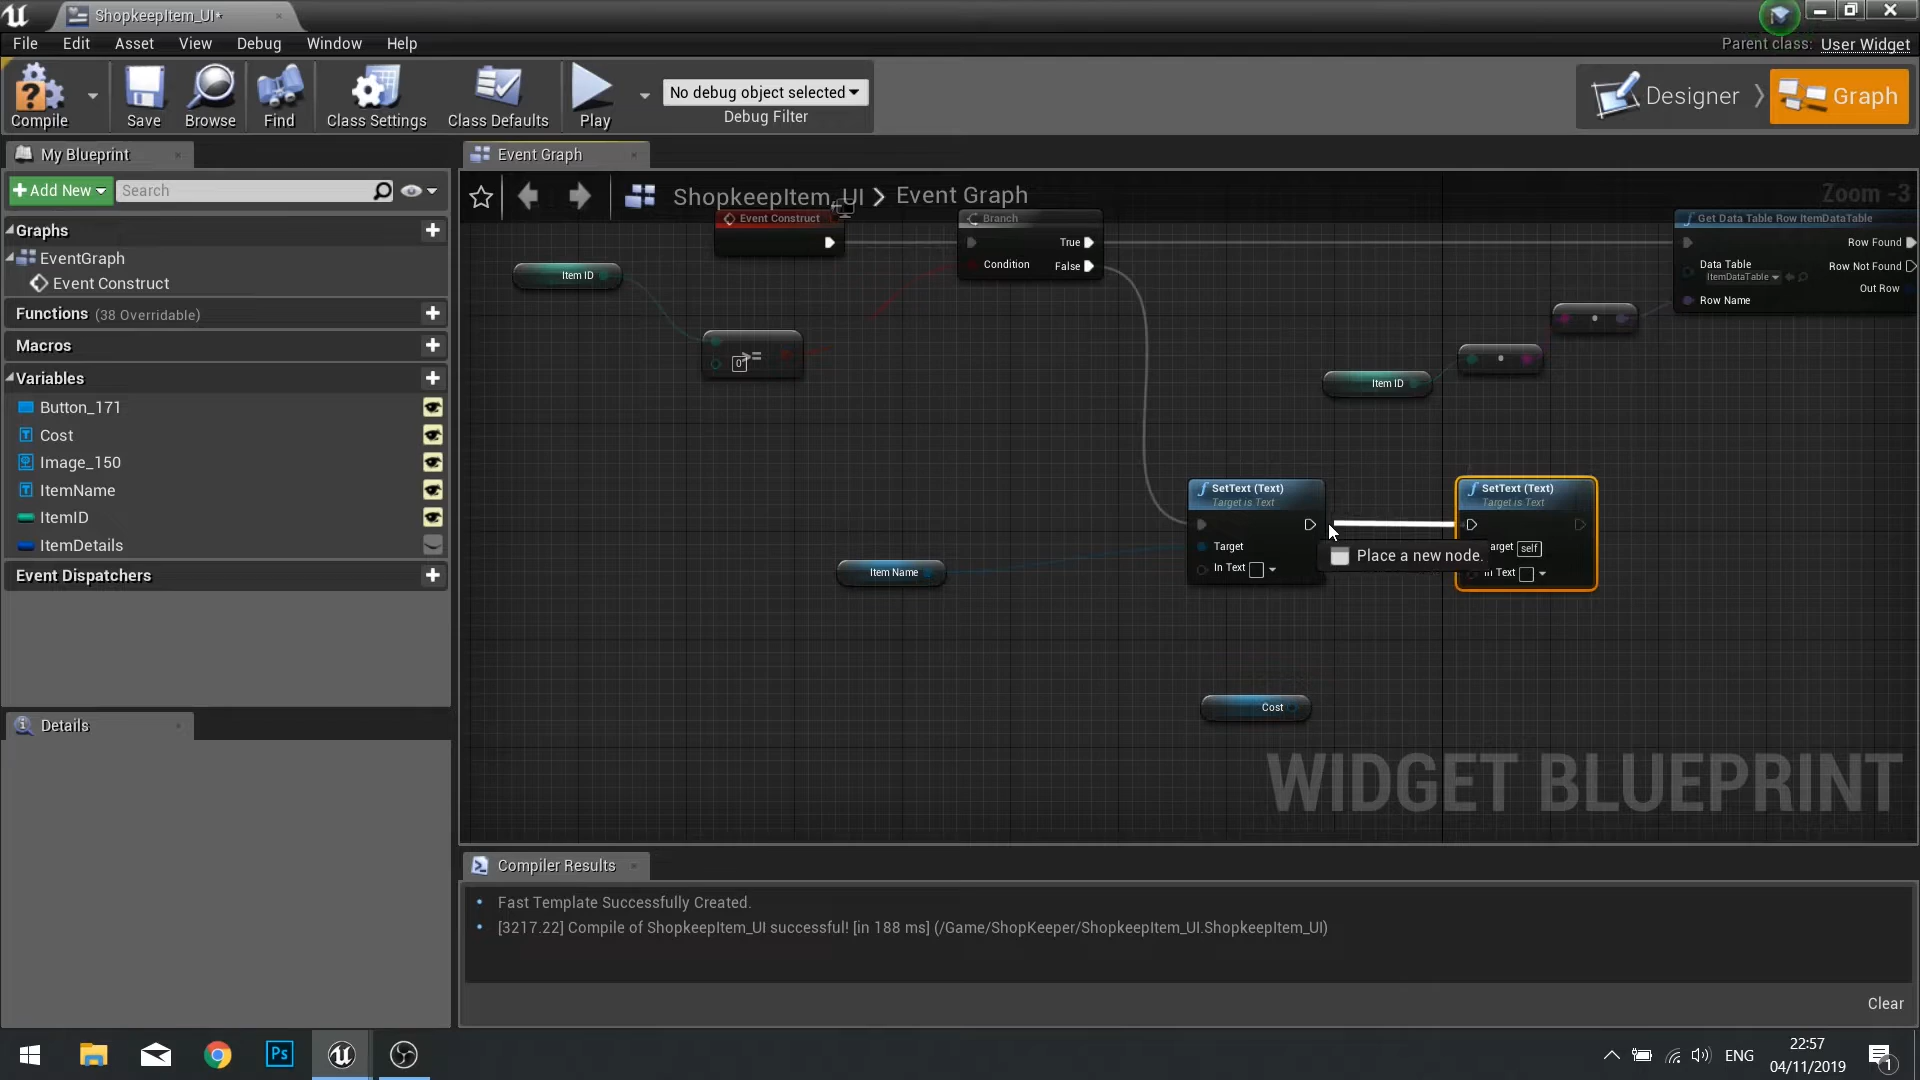 ShopkeepItem_UI*
File Edit Asset View Debug Window Help
Parent class: User Widget
Compile
Save
Browse
Find
Class Settings
Class Defaults
Play
No debug object selected
Debug Filter
Designer
Graph
My Blueprint
Event Graph
Add New
Search
ShopkeepItem_UI > Event Graph
Zoom -3
Graphs
EventGraph
Event Construct
Functions (38 Overridable)
Macros
Variables
Button_171
Cost
Image_150
ItemName
ItemID
ItemDetails
Event Dispatchers
Details
Event Construct
Branch
True
Condition
False
Item ID
>=
0
Get Data Table Row ItemDataTable
Row Found
Data Table
ItemDataTable
Row Not Found
Out Row
Row Name
Item ID
SetText (Text)
Target is Text
Target
In Text
SetText (Text)
Target is Text
arget self
In Text
Place a new node.
Item Name
Cost
WIDGET BLUEPRINT
Compiler Results
Fast Template Successfully Created.
[3217.22] Compile of ShopkeepItem_UI successful! [in 188 ms] (/Game/ShopKeeper/ShopkeepItem_UI.ShopkeepItem_UI)
Clear
Ps
ENG
22:57
04/11/2019
1